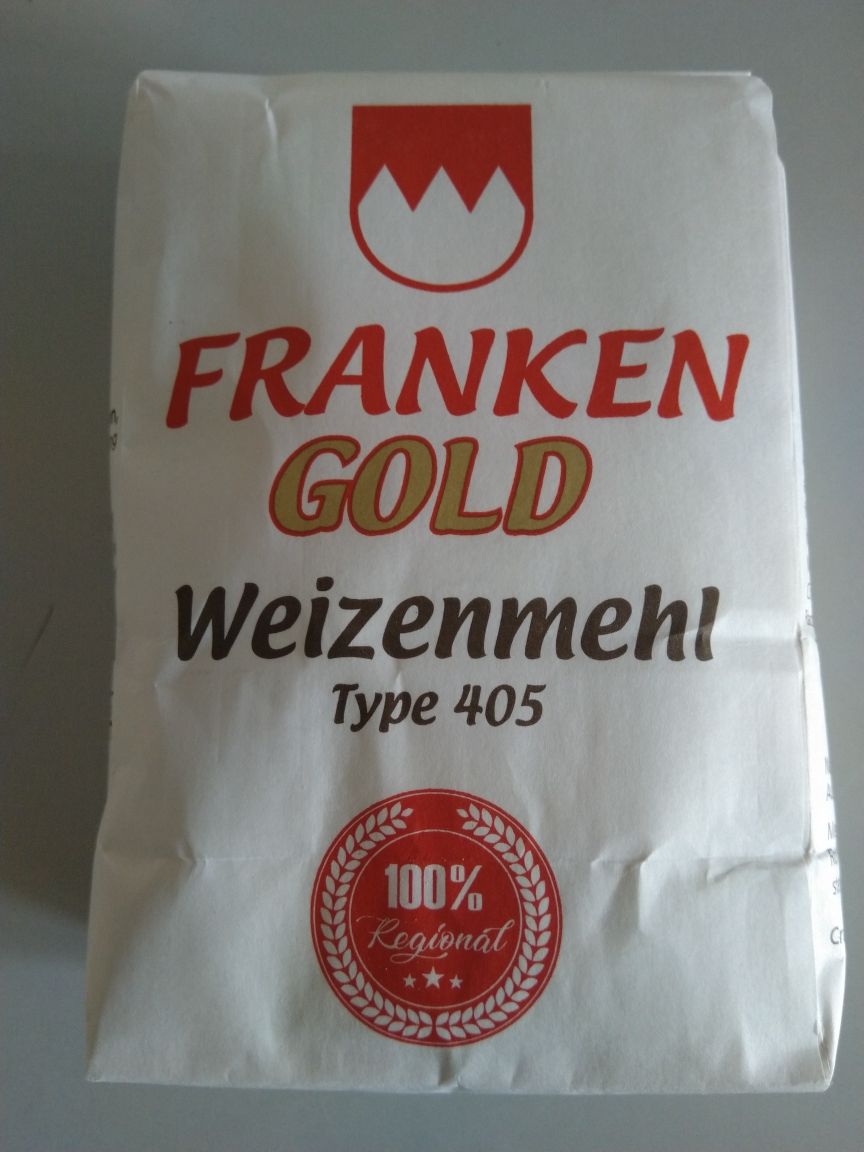 FRANKEN
GOLD
Weizenmehl
Type 405
100%
Regional